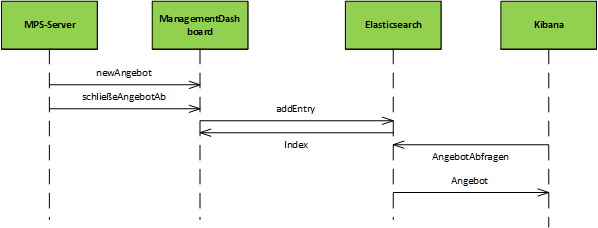 MPS-Server
ManagementDash
board
Elasticsearch
Kibana
newAngebot
schließeAngebotAb
addEntry
Index
AngebotAbfragen
Angebot